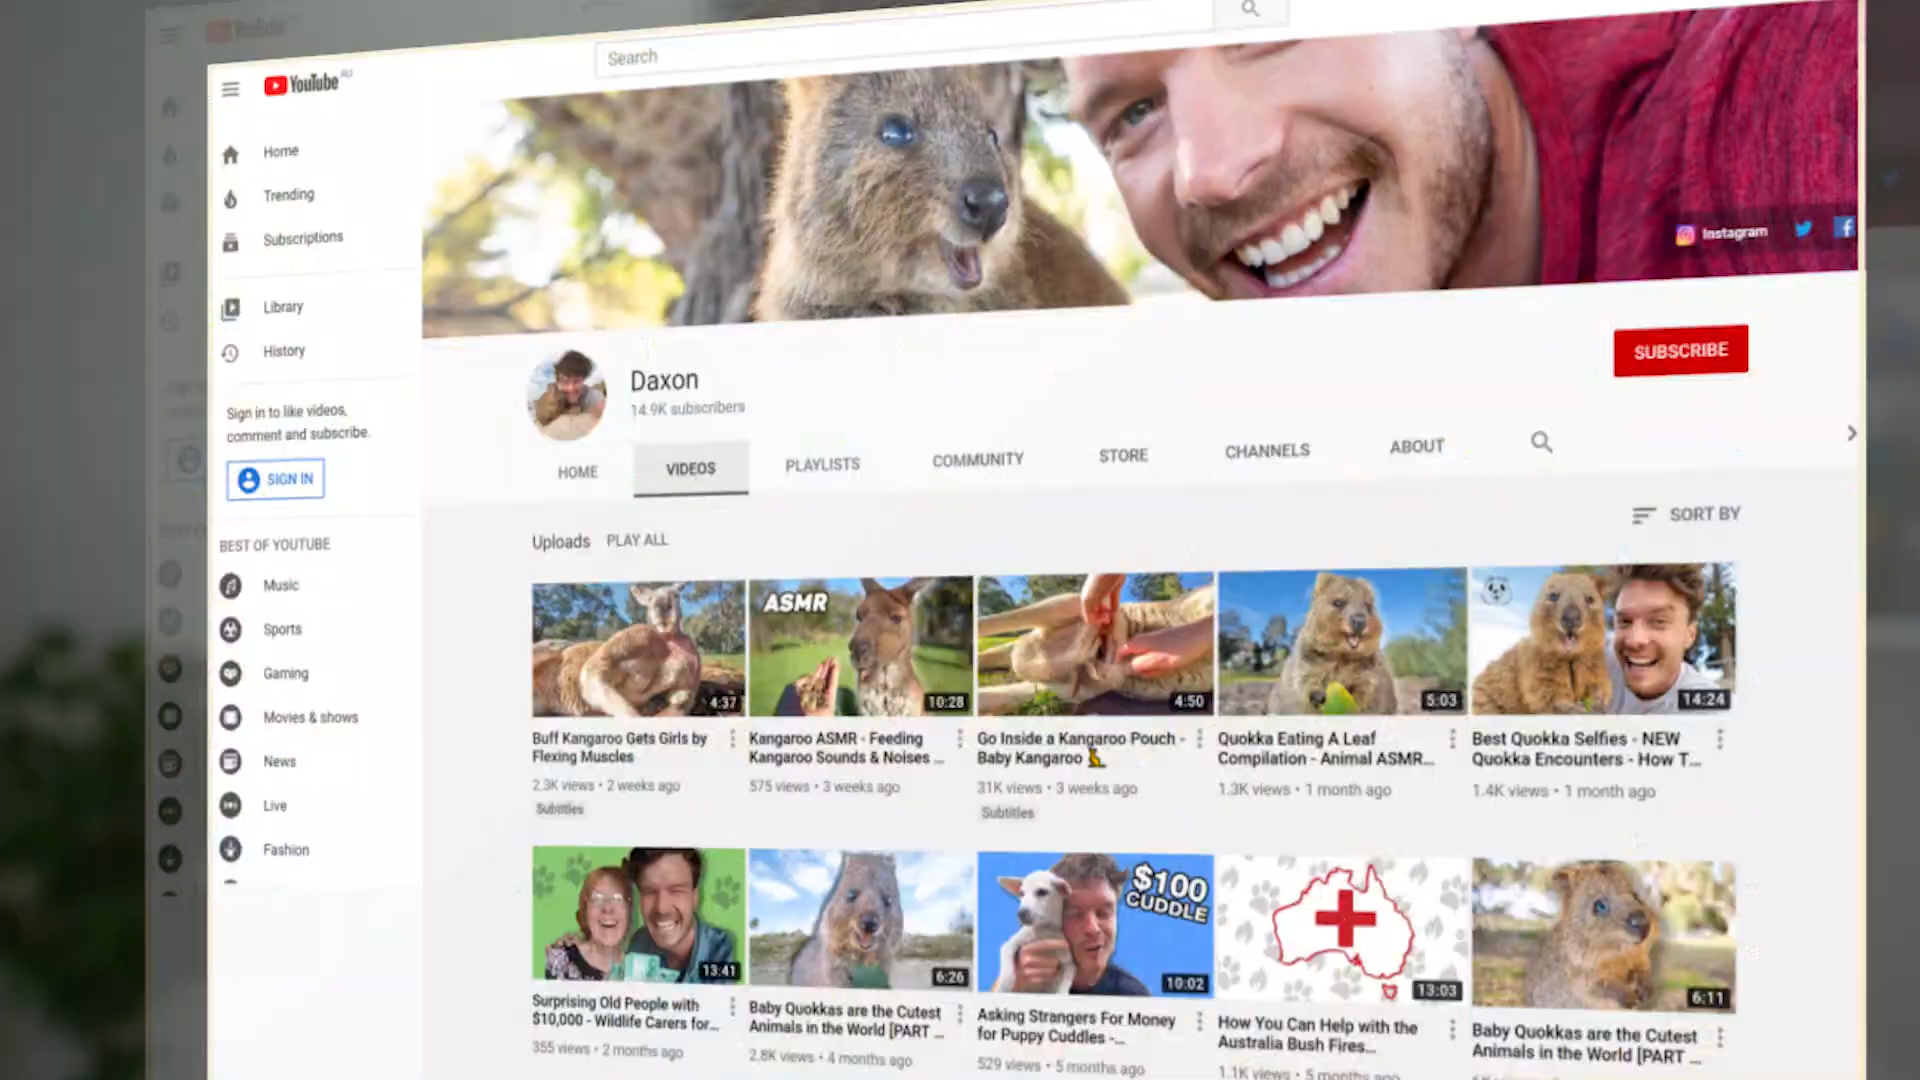 YouTube AU
Search
Home
Trending
Subscriptions
Library
History
Sign in to like videos,
comment and subscribe.
SIGN IN
BEST OF YOUTUBE
Music
Sports
Gaming
Movies & shows
News
Live
Fashion
Instagram
Daxon
14.9K subscribers
SUBSCRIBE
HOME VIDEOS PLAYLISTS COMMUNITY STORE CHANNELS ABOUT
SORT BY
Uploads PLAY ALL
4:37
Buff Kangaroo Gets Girls by
Flexing Muscles
2.3K views • 2 weeks ago
Subtitles
ASMR
10:28
Kangaroo ASMR - Feeding
Kangaroo Sounds & Noises ...
575 views • 3 weeks ago
4:50
Go Inside a Kangaroo Pouch -
Baby Kangaroo 🦘
31K views • 3 weeks ago
Subtitles
5:03
Quokka Eating A Leaf
Compilation - Animal ASMR...
1.3K views • 1 month ago
14:24
Best Quokka Selfies - NEW
Quokka Encounters - How T...
1.4K views • 1 month ago
13:41
Surprising Old People with
$10,000 - Wildlife Carers for...
355 views • 2 months ago
6:26
Baby Quokkas are the Cutest
Animals in the World [PART ...
2.8K views • 4 months ago
$100
CUDDLE
10:02
Asking Strangers For Money
for Puppy Cuddles -...
529 views • 5 months ago
13:03
How You Can Help with the
Australia Bush Fires...
1.1K views • 5 months ago
6:11
Baby Quokkas are the Cutest
Animals in the World [PART ...